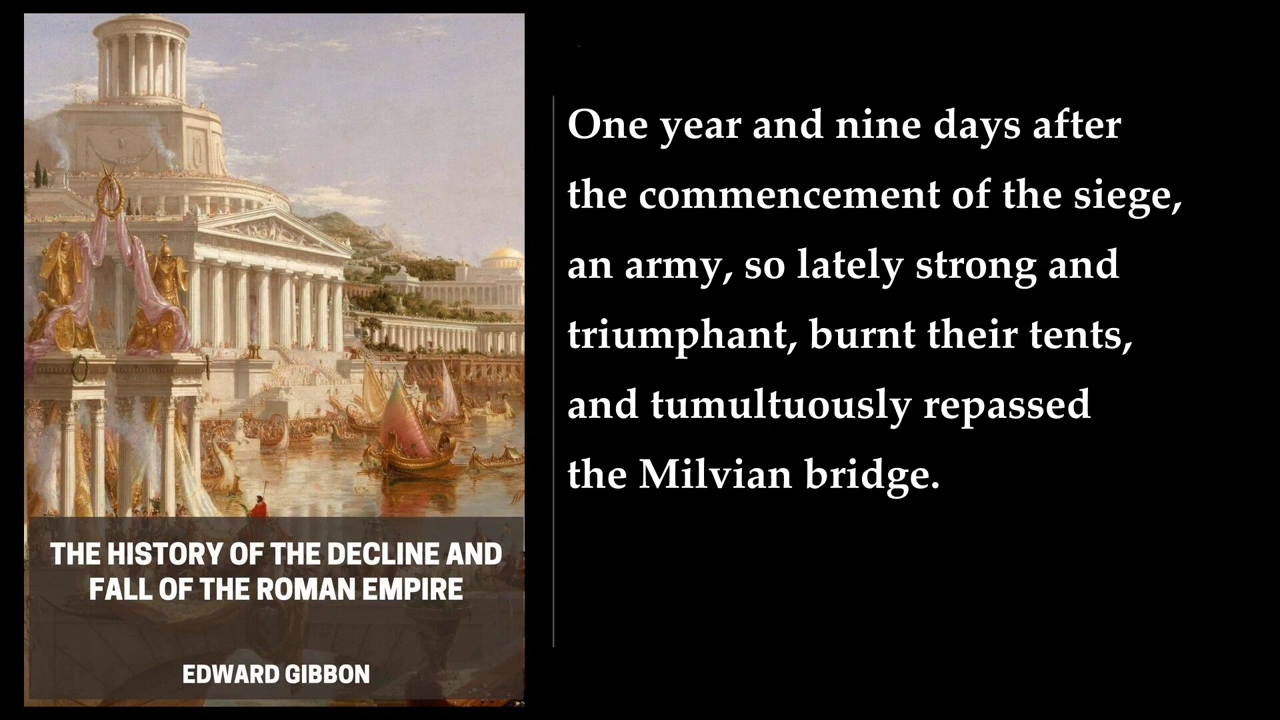 THE HISTORY OF THE DECLINE AND
FALL OF THE ROMAN EMPIRE
EDWARD GIBBON
One year and nine days after
the commencement of the siege,
an army, so lately strong and
triumphant, burnt their tents,
and tumultuously repassed
the Milvian bridge.